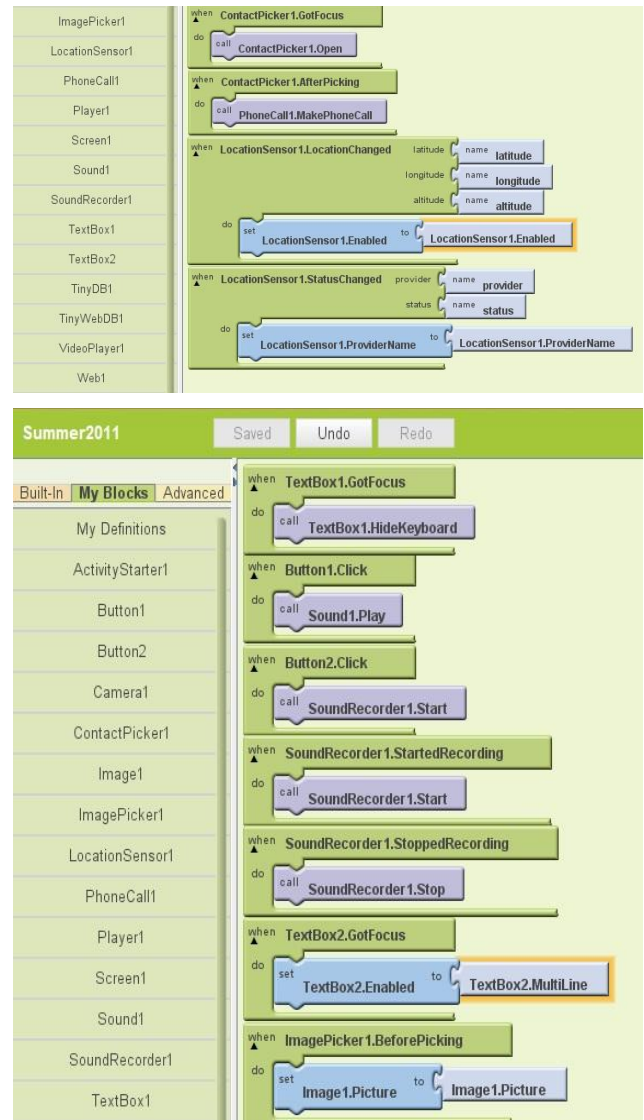 ImagePicker1
LocationSensor1
PhoneCall1
Player1
Screen1
Sound1
SoundRecorder1
TextBox1
TextBox2
TinyDB1
TinyWebDB1
VideoPlayer1
Web1
when ContactPicker1.GotFocus
do call ContactPicker1.Open
when ContactPicker1.AfterPicking
do call PhoneCall1.MakePhoneCall
when LocationSensor1.LocationChanged latitude name latitude
longitude name longitude
altitude name altitude
do set LocationSensor1.Enabled to LocationSensor1.Enabled
when LocationSensor1.StatusChanged provider name provider
status name status
do set LocationSensor1.ProviderName to LocationSensor1.ProviderName
Summer2011 Saved Undo Redo
Built-In My Blocks Advanced
My Definitions
ActivityStarter1
Button1
Button2
Camera1
ContactPicker1
Image1
ImagePicker1
LocationSensor1
PhoneCall1
Player1
Screen1
Sound1
SoundRecorder1
TextBox1
when TextBox1.GotFocus
do call TextBox1.HideKeyboard
when Button1.Click
do call Sound1.Play
when Button2.Click
do call SoundRecorder1.Start
when SoundRecorder1.StartedRecording
do call SoundRecorder1.Start
when SoundRecorder1.StoppedRecording
do call SoundRecorder1.Stop
when TextBox2.GotFocus
do set TextBox2.Enabled to TextBox2.MultiLine
when ImagePicker1.BeforePicking
do set Image1.Picture to Image1.Picture